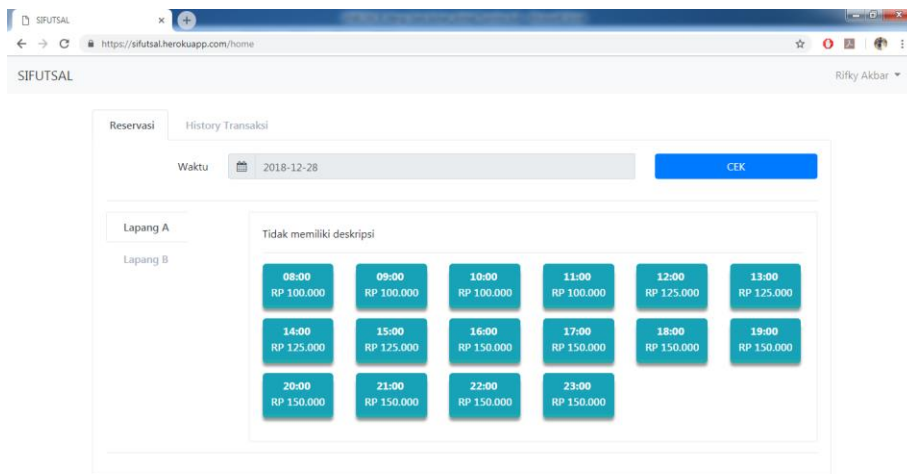 SIFUTSAL
https://sifutsal.herokuapp.com/home
SIFUTSAL Rifky Akbar
Reservasi History Transaksi
Waktu 2018-12-28 CEK
Lapang A
Lapang B
Tidak memiliki deskripsi
08:00 09:00 10:00 11:00 12:00 13:00
RP 100.000 RP 100.000 RP 100.000 RP 100.000 RP 125.000 RP 125.000
14:00 15:00 16:00 17:00 18:00 19:00
RP 125.000 RP 125.000 RP 150.000 RP 150.000 RP 150.000 RP 150.000
20:00 21:00 22:00 23:00
RP 150.000 RP 150.000 RP 150.000 RP 150.000